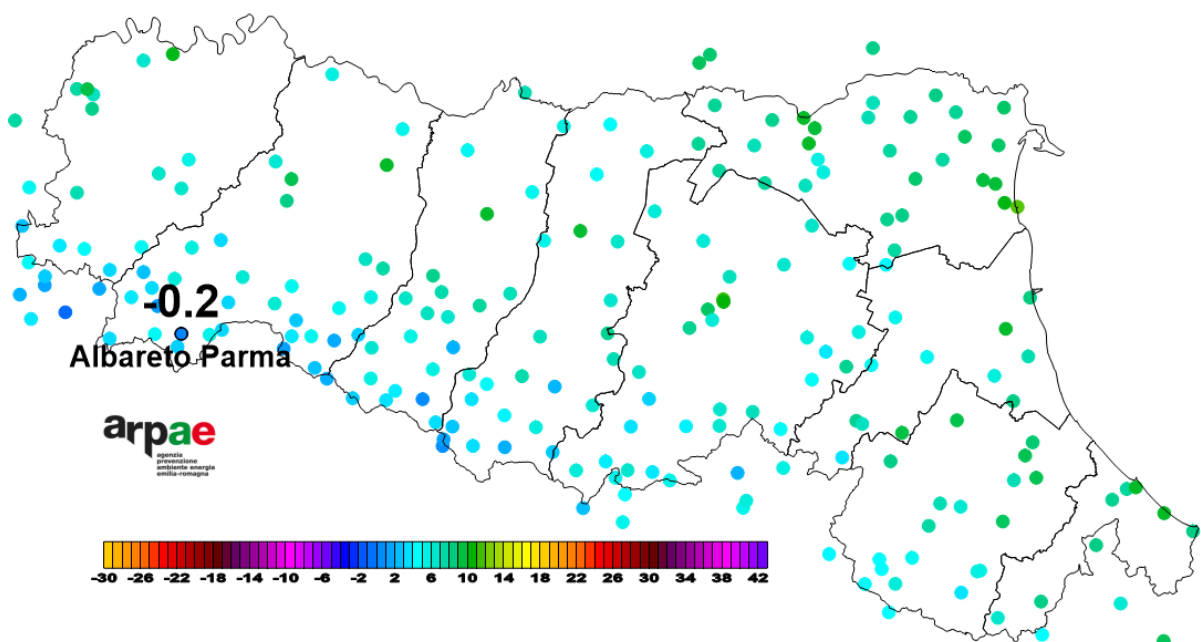 -0.2
Albareto Parma
arpae
agenzia
prevenzione
ambiente energia
emilia-romagna
-30 -26 -22 -18 -14 -10 -6 -2 2 6 10 14 18 22 26 30 34 38 42